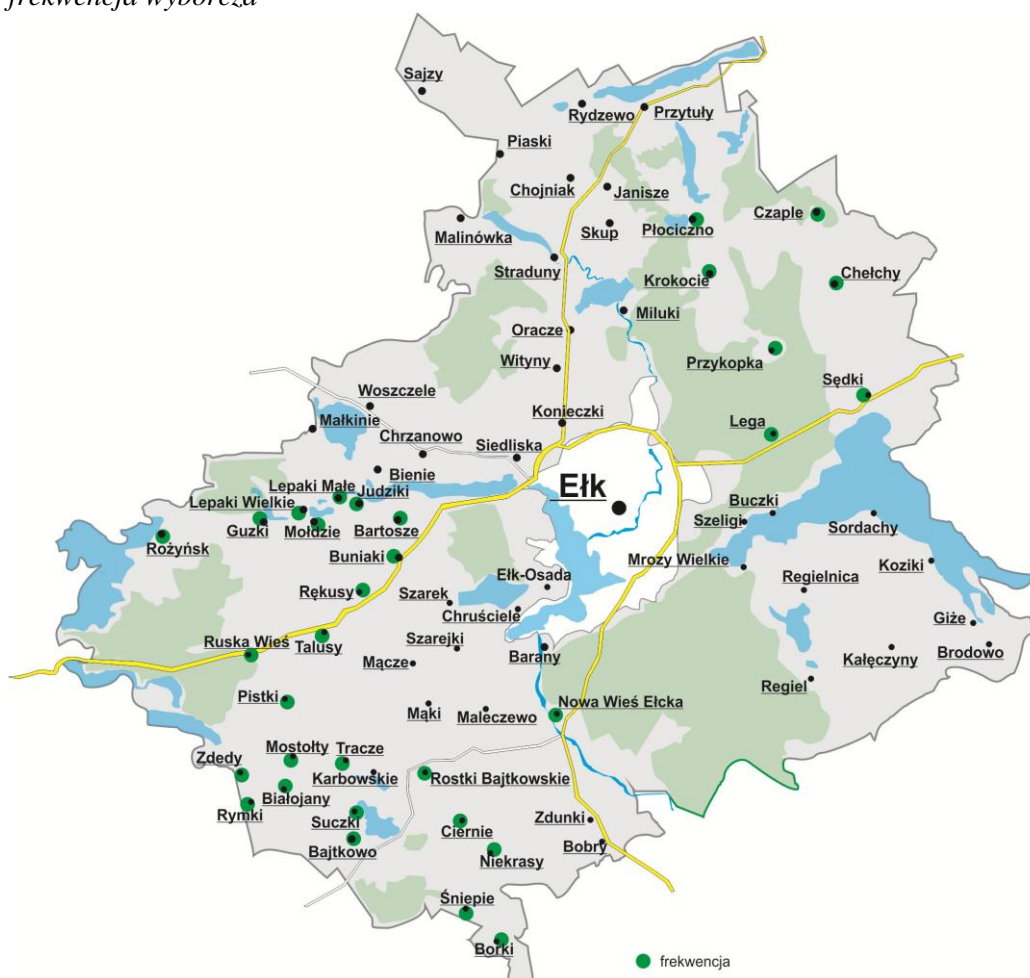 frekwencja wyborcza
Sajzy
Rydzewo
Przytuły
Piaski
Chojniak
Janisze
Czaple
Malinówka
Skup
Płociczno
Straduny
Krokocie
Chełchy
Miluki
Oracze
Przykopka
Wityny
Sędki
Woszczele
Małkinie
Konieczki
Lega
Chrzanowo
Siedliska
Bienie
Ełk
Lepaki Małe
Judziki
Lepaki Wielkie
Buczki
Guzki
Mołdzie
Bartosze
Szeligi
Sordachy
Rożyńsk
Buniaki
Mrozy Wielkie
Koziki
Ełk-Osada
Regielnica
Rękusy
Szarek
Chruściele
Giże
Ruska Wieś
Talusy
Szarejki
Barany
Kałęczyny
Brodowo
Mącze
Regiel
Pistki
Mąki
Maleczewo
Nowa Wieś Ełcka
Mostołty
Tracze
Zdedy
Karbowskie
Rostki Bajtkowskie
Białojany
Rymki
Suczki
Ciernie
Zdunki
Bajtkowo
Niekrasy
Bobry
Śniepie
Borki
frekwencja